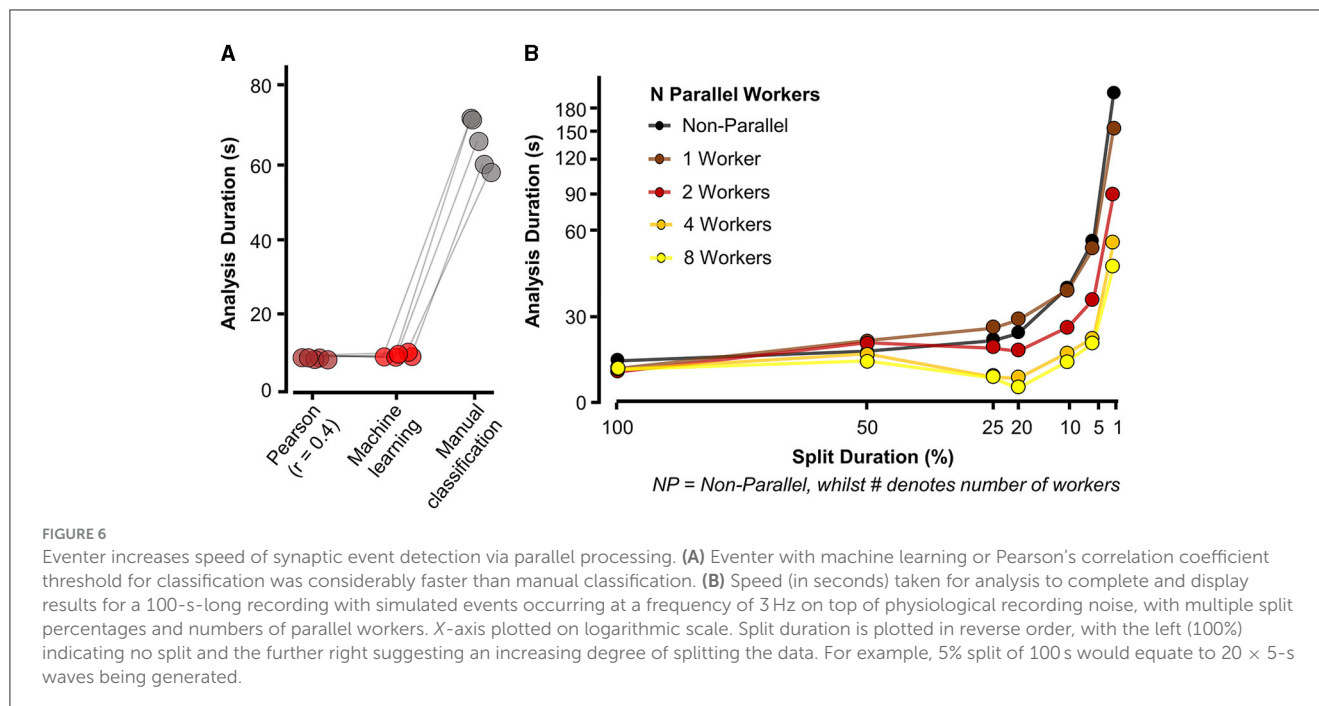 A
Analysis Duration (s)
80
60
40
20
0
Pearson
(r = 0.4)
Machine
learning
Manual
classification
B
Analysis Duration (s)
180
150
120
90
60
30
0
N Parallel Workers
Non-Parallel
1 Worker
2 Workers
4 Workers
8 Workers
100
50
25
20
10
5
1
Split Duration (%)
NP = Non-Parallel, whilst # denotes number of workers
FIGURE 6
Eventer increases speed of synaptic event detection via parallel processing. (A) Eventer with machine learning or Pearson's correlation coefficient
threshold for classification was considerably faster than manual classification. (B) Speed (in seconds) taken for analysis to complete and display
results for a 100-s-long recording with simulated events occurring at a frequency of 3 Hz on top of physiological recording noise, with multiple split
percentages and numbers of parallel workers. X-axis plotted on logarithmic scale. Split duration is plotted in reverse order, with the left (100%)
indicating no split and the further right suggesting an increasing degree of splitting the data. For example, 5% split of 100 s would equate to 20 × 5-s
waves being generated.